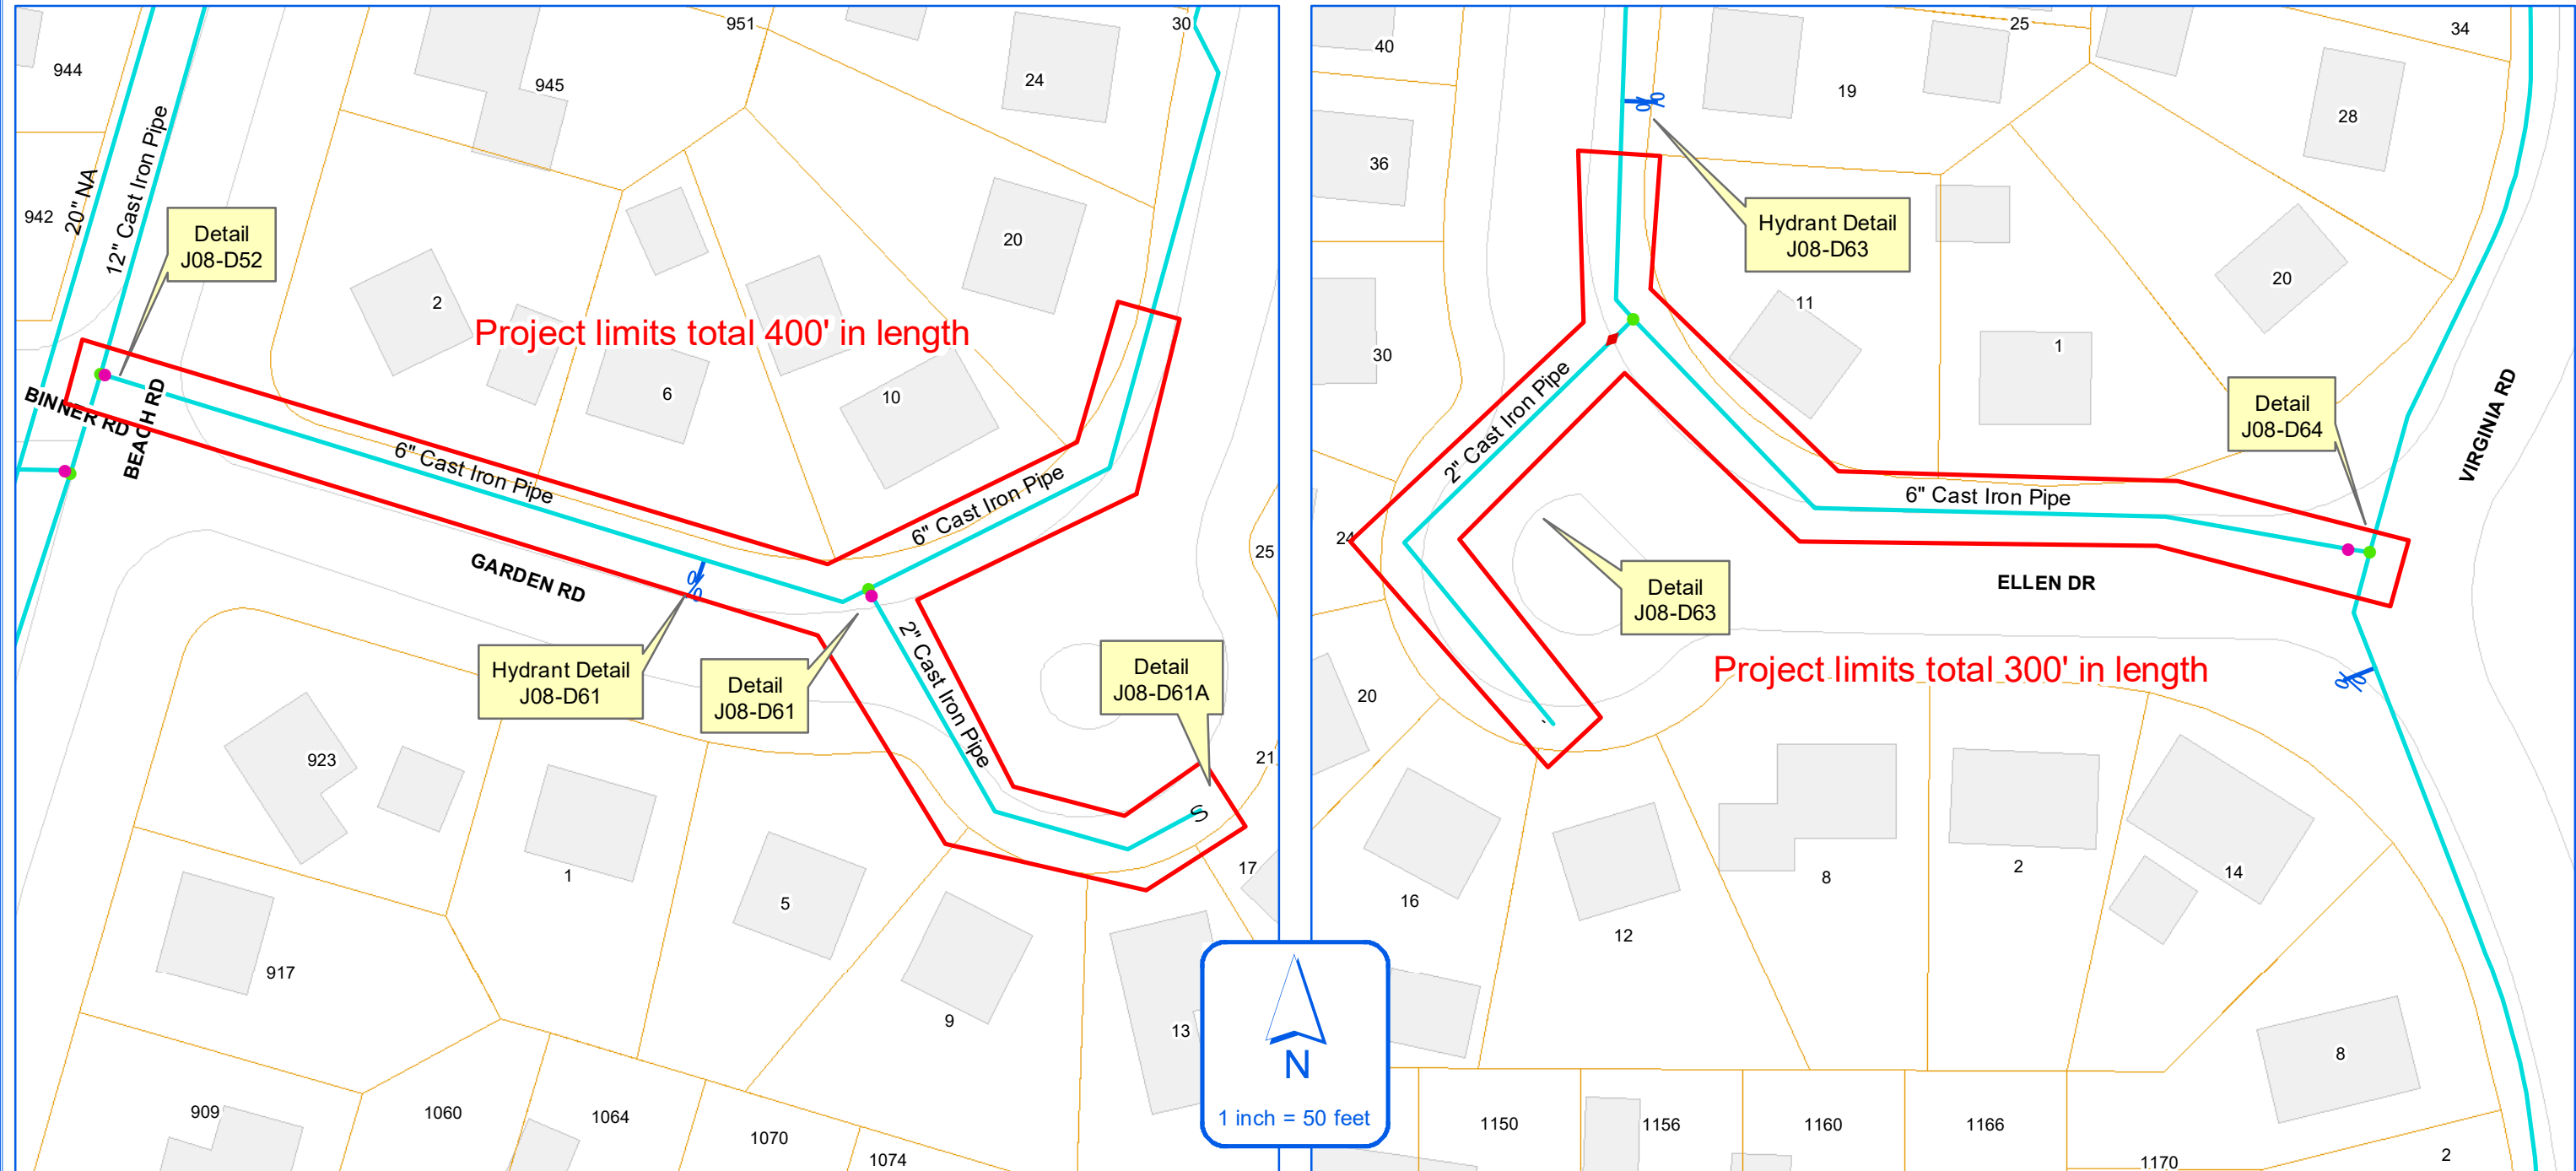 951
30
944
945
24
20" NA
12" Cast Iron Pipe
942
Detail
J08-D52
20
2
Project limits total 400' in length
6
10
BINNER RD
BEACH RD
6" Cast Iron Pipe
6" Cast Iron Pipe
GARDEN RD
25
Hydrant Detail
J08-D61
Detail
J08-D61
2" Cast Iron Pipe
Detail
J08-D61A
21
923
S
1
5
17
917
9
13
909
1060
1064
1070
1074
N
1 inch = 50 feet
40
25
34
19
28
36
Hydrant Detail
J08-D63
11
20
30
1
2" Cast Iron Pipe
Detail
J08-D64
VIRGINIA RD
6" Cast Iron Pipe
24
Detail
J08-D63
ELLEN DR
Project limits total 300' in length
20
16
12
8
2
14
8
1150
1156
1160
1166
1170
2